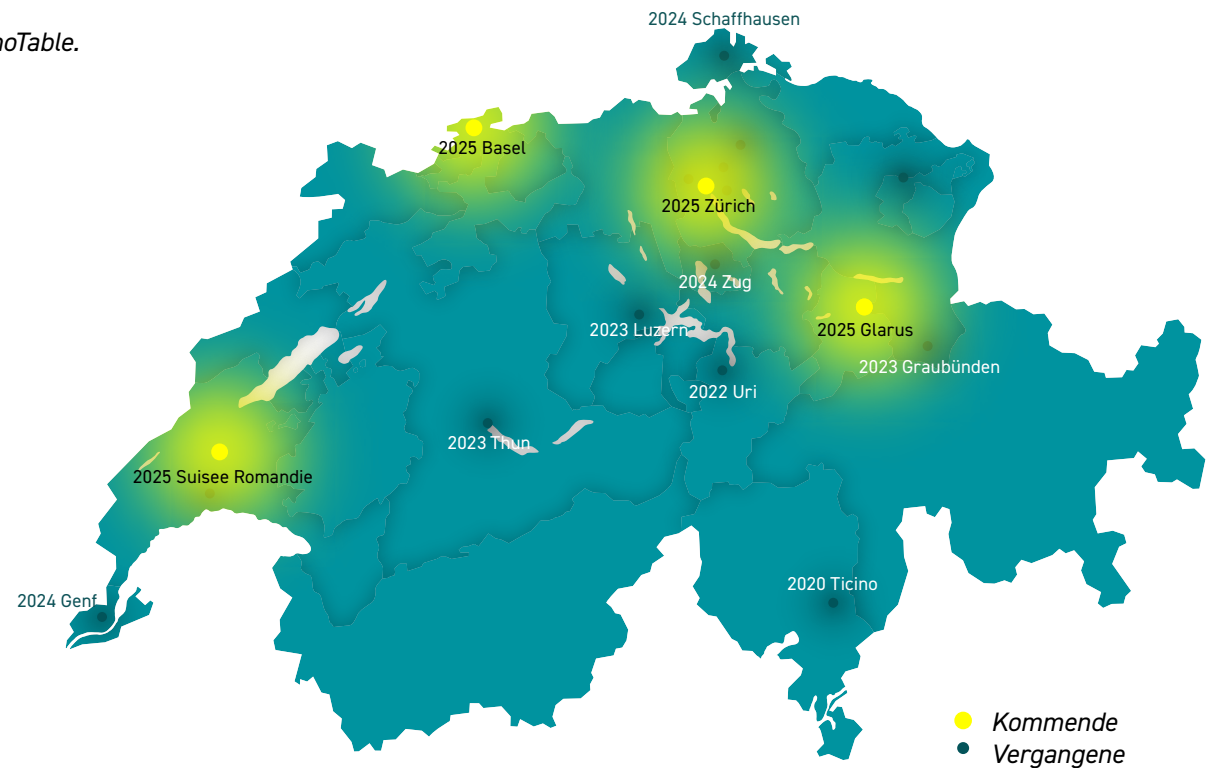 2024 Schaffhausen
noTable.
2025 Basel
2025 Zürich
2024 Zug
2023 Luzern
2025 Glarus
2023 Graubünden
2022 Uri
2023 Thun
2025 Suisee Romandie
2020 Ticino
2024 Genf
Kommende
Vergangene